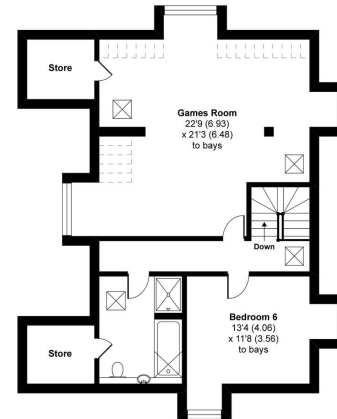 Store
Games Room
22'9 (6.93)
x 21'3 (6.48)
to bays
Down
Bedroom 6
13'4 (4.06)
x 11'8 (3.56)
to bays
Store